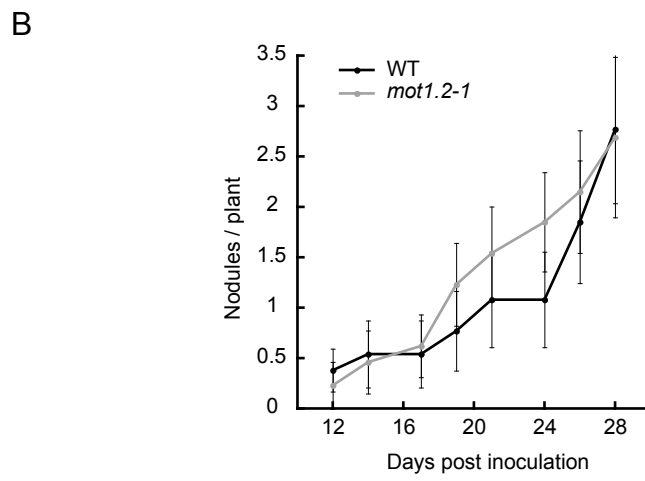 B
3.5
3
2.5
2
1.5
1
0.5
0
Nodules / plant
WT
mot1.2-1
12 16 20 24 28
Days post inoculation